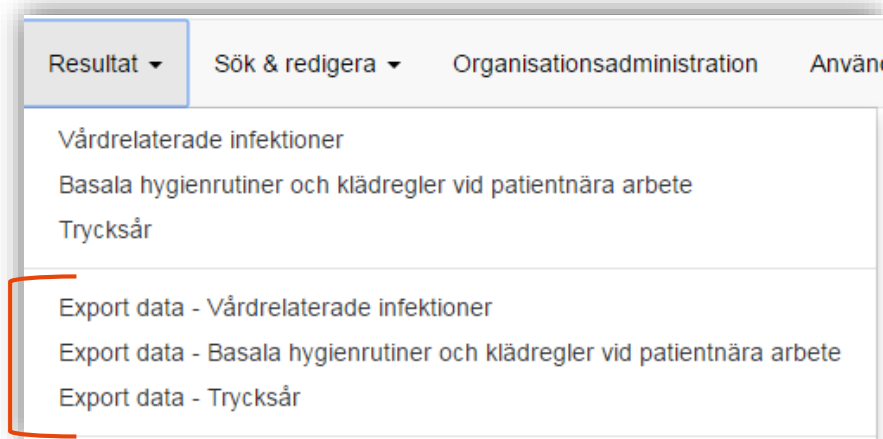 Resultat Sök & redigera Organisationsadministration Använ
Vårdrelaterade infektioner
Basala hygienrutiner och klädregler vid patientnära arbete
Trycksår
Export data - Vårdrelaterade infektioner
Export data - Basala hygienrutiner och klädregler vid patientnära arbete
Export data - Trycksår